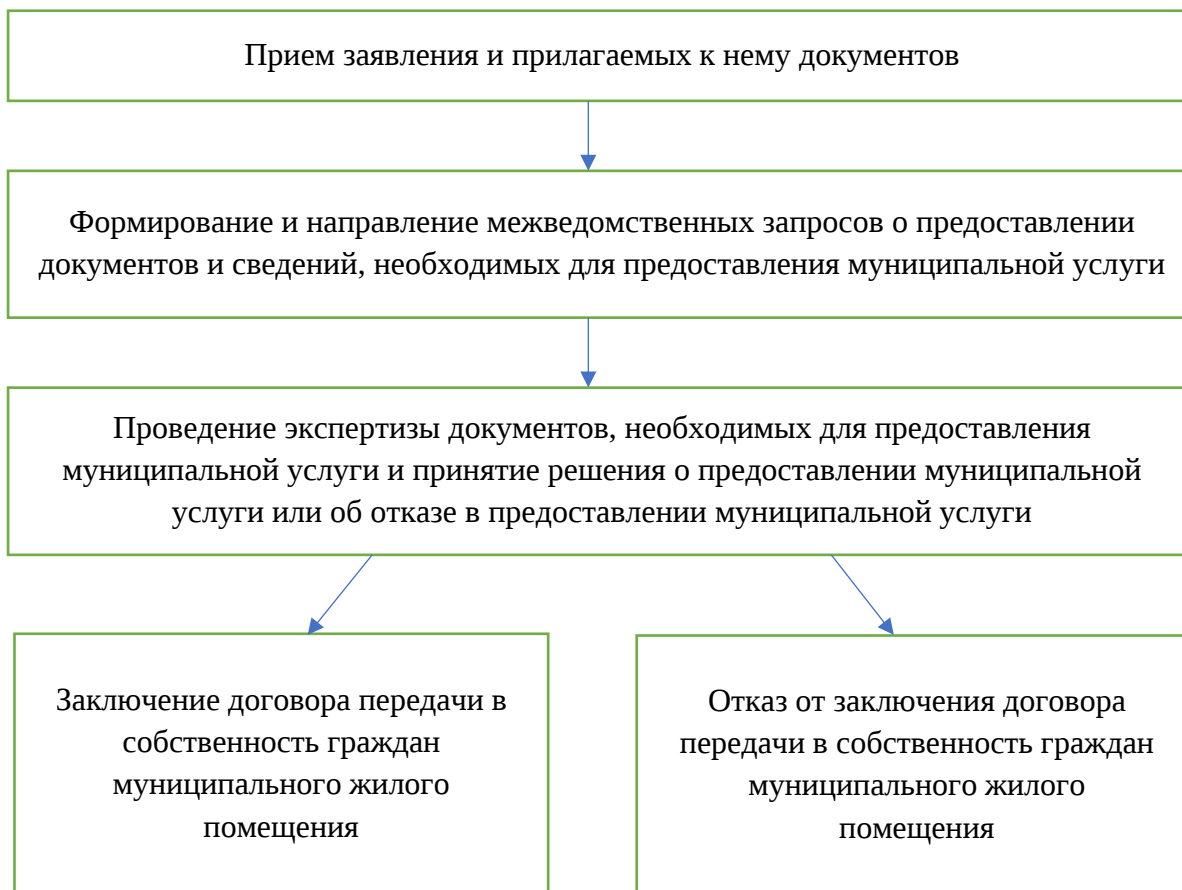 Прием заявления и прилагаемых к нему документов
Формирование и направление межведомственных запросов о предоставлении
документов и сведений, необходимых для предоставления муниципальной услуги
Проведение экспертизы документов, необходимых для предоставления
муниципальной услуги и принятие решения о предоставлении муниципальной
услуги или об отказе в предоставлении муниципальной услуги
Заключение договора передачи в
собственность граждан
муниципального жилого
помещения
Отказ от заключения договора
передачи в собственность граждан
муниципального жилого
помещения